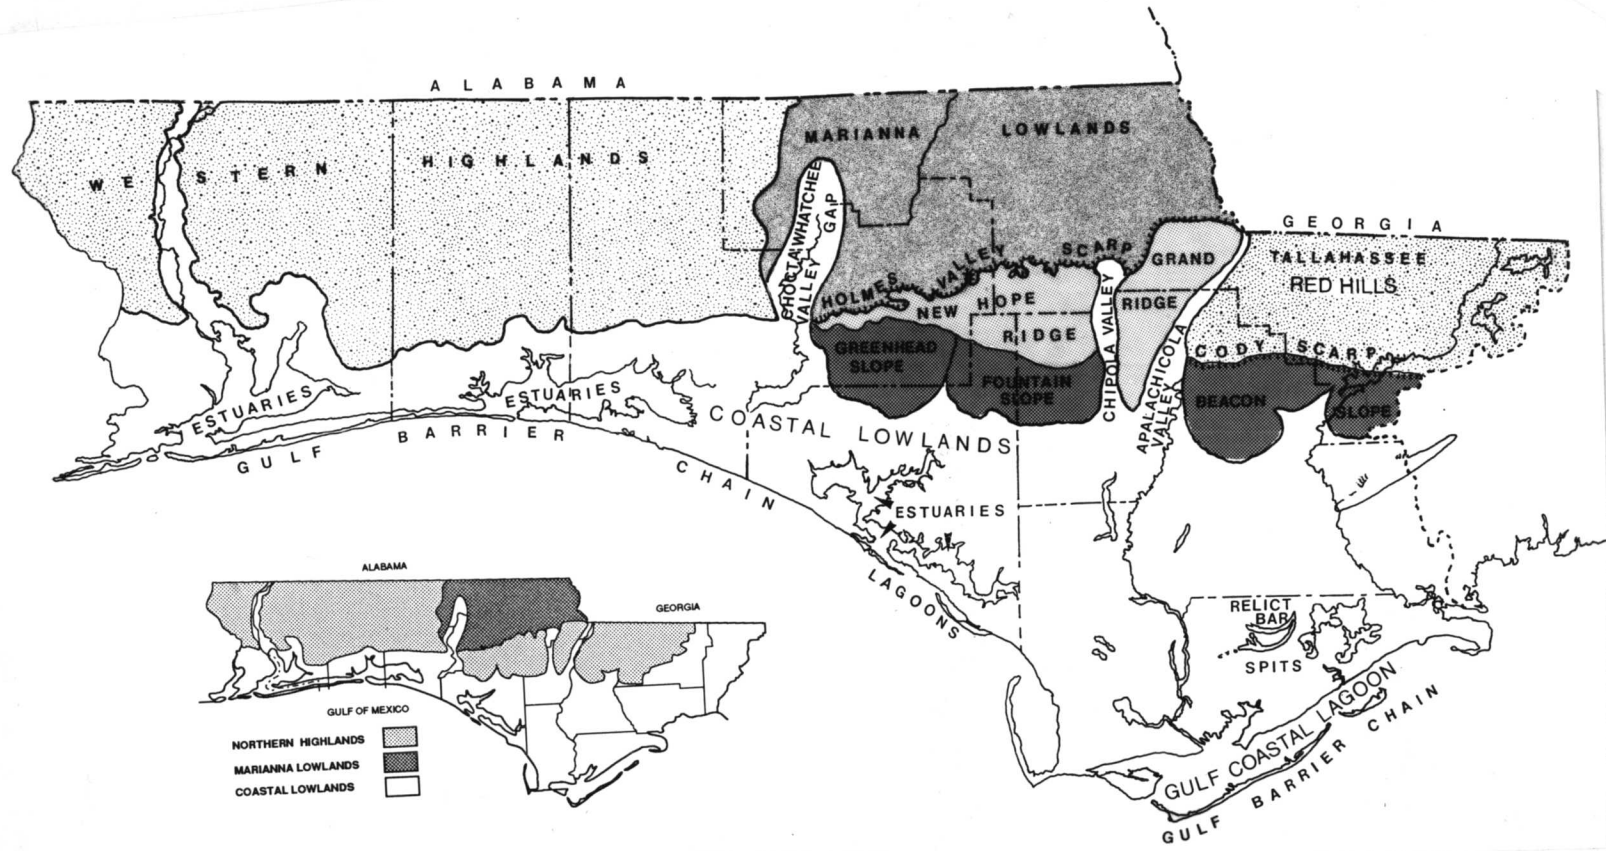 ALABAMA
WESTERN HIGHLANDS
MARIANNA LOWLANDS
CHOCTAWHATCHEE
VALLEY GAP
HOLMES VALLEY SCARP
NEW HOPE
RIDGE
GRAND
RIDGE
GEORGIA
TALLAHASSEE
RED HILLS
GREENHEAD
SLOPE
FOUNTAIN
SLOPE
CHIPOLA VALLEY
APALACHICOLA
VALLEY
CODY SCARP
BEACON SLOPE
ESTUARIES
ESTUARIES
COASTAL LOWLANDS
GULF BARRIER CHAIN
ESTUARIES
LAGOONS
RELICT
BAR
SPITS
GULF COASTAL LAGOON
GULF BARRIER CHAIN
ALABAMA
GEORGIA
GULF OF MEXICO
NORTHERN HIGHLANDS
MARIANNA LOWLANDS
COASTAL LOWLANDS